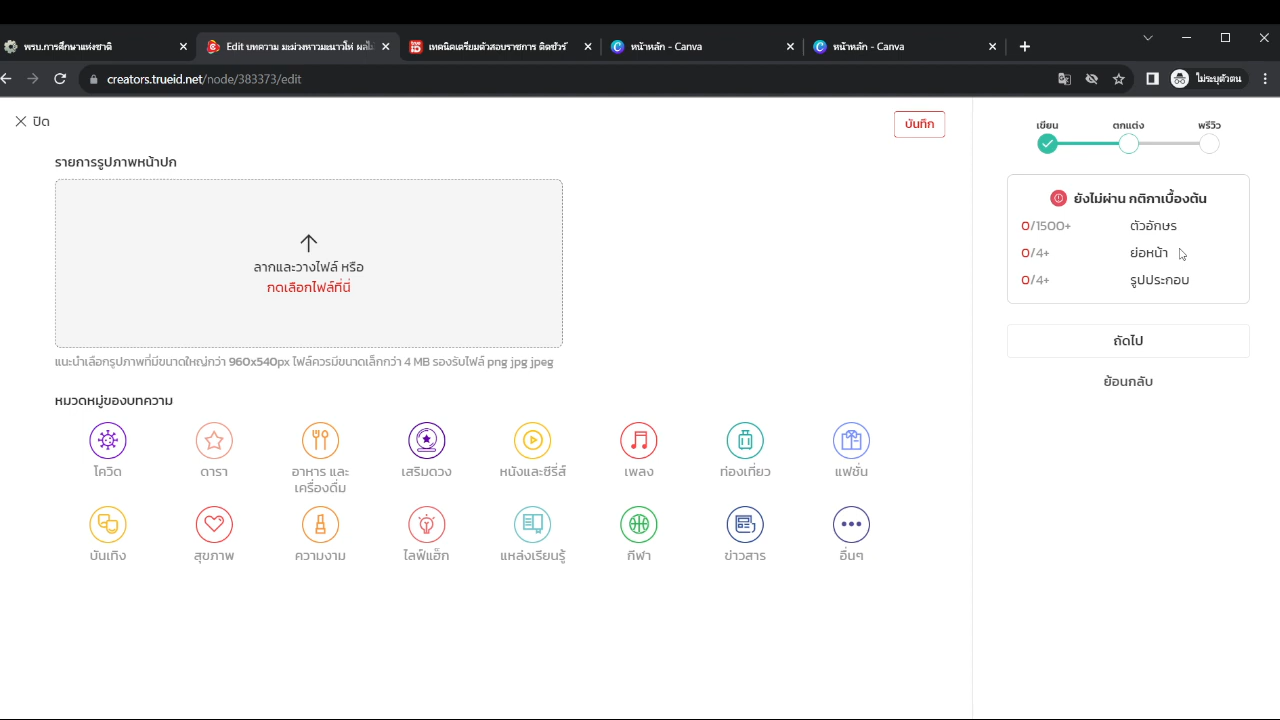 พรบ.การศึกษาแห่งชาติ
Edit บทความ มะม่วงหาวมะนาวโห่ ผลไม
เทคนิคเตรียมตัวสอบราชการ ติดชัวร์
หน้าหลัก - Canva
หน้าหลัก - Canva
creators.trueid.net/node/383373/edit
ไม่ระบุตัวตน
ปิด
บันทึก
เขียน
ตกแต่ง
พรีวิว
รายการรูปภาพหน้าปก
ลากและวางไฟล์ หรือ
กดเลือกไฟล์ที่นี่
แนะนำเลือกรูปภาพที่มีขนาดใหญ่กว่า 960x540px ไฟล์ควรมีขนาดเล็กกว่า 4 MB รองรับไฟล์ png jpg jpeg
ยังไม่ผ่าน กติกาเบื้องต้น
0/1500+ ตัวอักษร
0/4+ ย่อหน้า
0/4+ รูปประกอบ
ถัดไป
ย้อนกลับ
หมวดหมู่ของบทความ
โควิด
ดารา
อาหาร และ
เครื่องดื่ม
เสริมดวง
หนังและซีรี่ส์
เพลง
ท่องเที่ยว
แฟชั่น
บันเทิง
สุขภาพ
ความงาม
ไลฟ์แฮ็ก
แหล่งเรียนรู้
กีฬา
ข่าวสาร
อื่นๆ